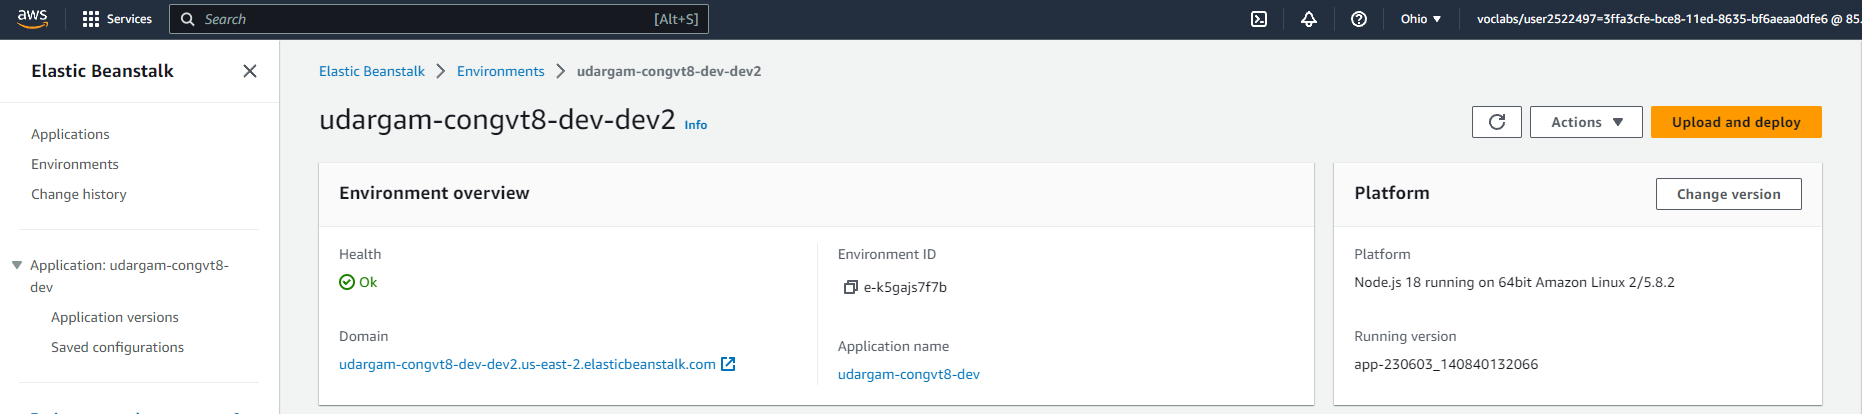 aws
Services
Search
[Alt+S]
Ohio
voclabs/user2522497=3ffa3cfe-bce8-11ed-8635-bf6aeaa0dfe6 @ 85.
Elastic Beanstalk
Applications
Environments
Change history
Application: udargam-congvt8-
dev
Application versions
Saved configurations
Elastic Beanstalk > Environments > udargam-congvt8-dev-dev2
udargam-congvt8-dev-dev2 Info
Actions
Upload and deploy
Environment overview
Health
Ok
Domain
udargam-congvt8-dev-dev2.us-east-2.elasticbeanstalk.com
Environment ID
e-k5gajs7f7b
Application name
udargam-congvt8-dev
Platform
Change version
Platform
Node.js 18 running on 64bit Amazon Linux 2/5.8.2
Running version
app-230603_140840132066